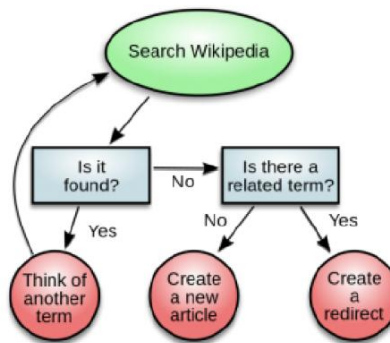 Search Wikipedia
Is it
found?
No
Is there a
related term?
Yes
No
Yes
Think of
another
term
Create
a new
article
Create
a
redirect